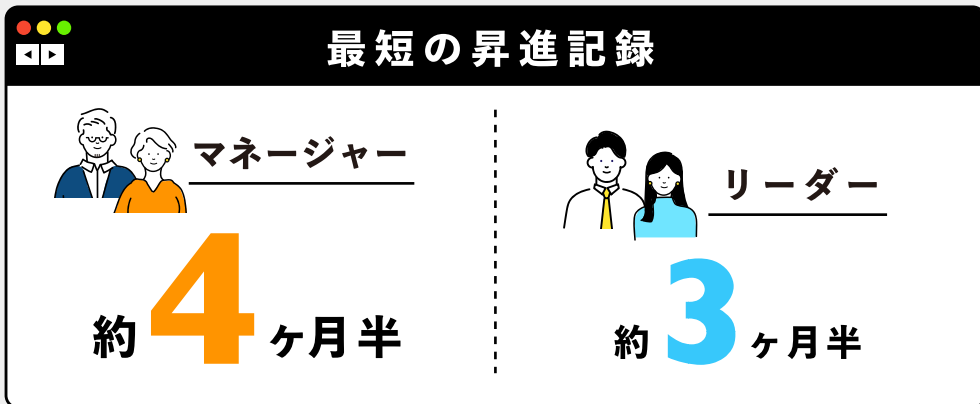 最短の昇進記録
マネージャー
約4ヶ月半
リーダー
約3ヶ月半